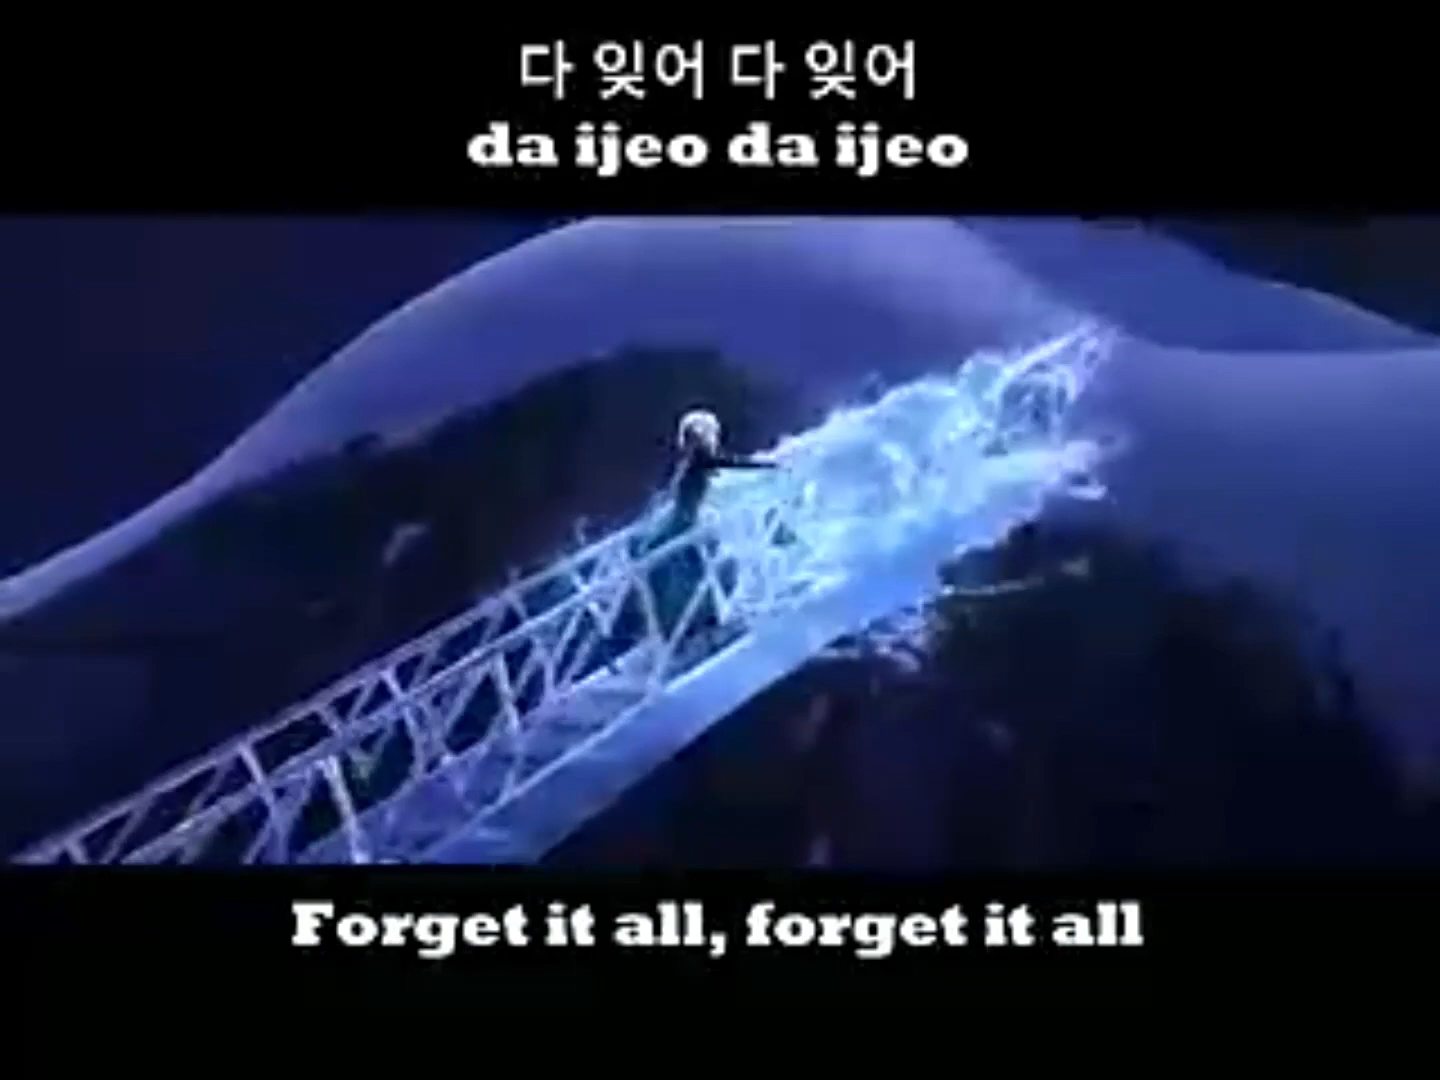 다 잊어 다 잊어
da ijeo da ijeo
Forget it all, forget it all